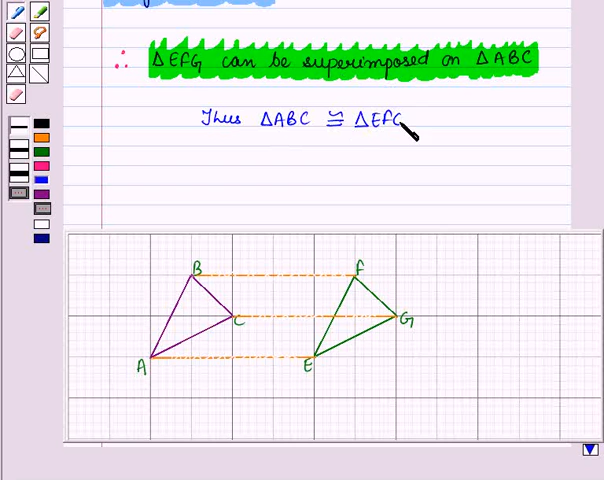 ∴ ΔEFG can be superimposed on ΔABC
Thus ΔABC ≅ ΔEFG
B F
C G
A E